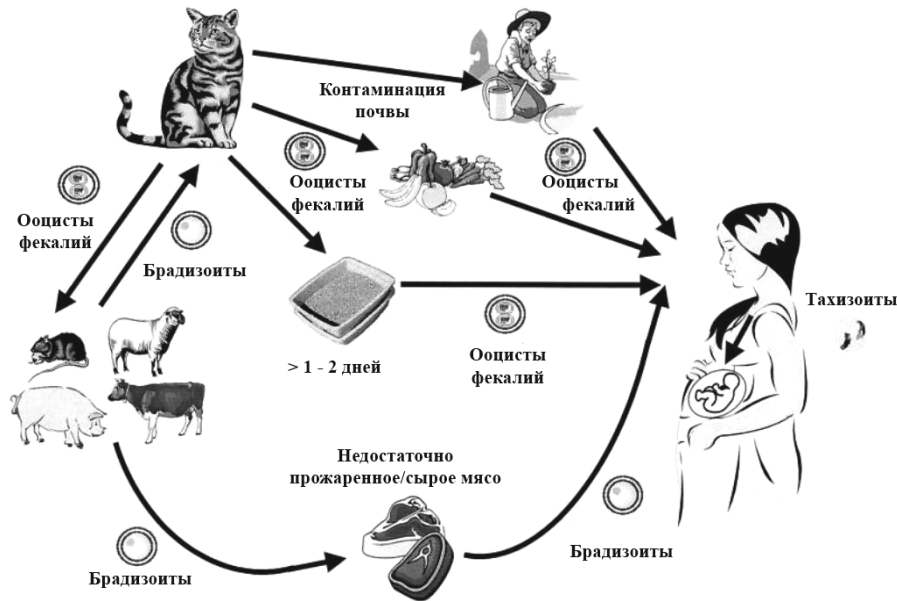 Контаминация
почвы
Ооцисты
фекалий
Ооцисты
фекалий
Ооцисты
фекалий
Брадизоиты
Тахизоиты
> 1 - 2 дней
Ооцисты
фекалий
Недостаточно
прожаренное/сырое мясо
Брадизоиты
Брадизоиты